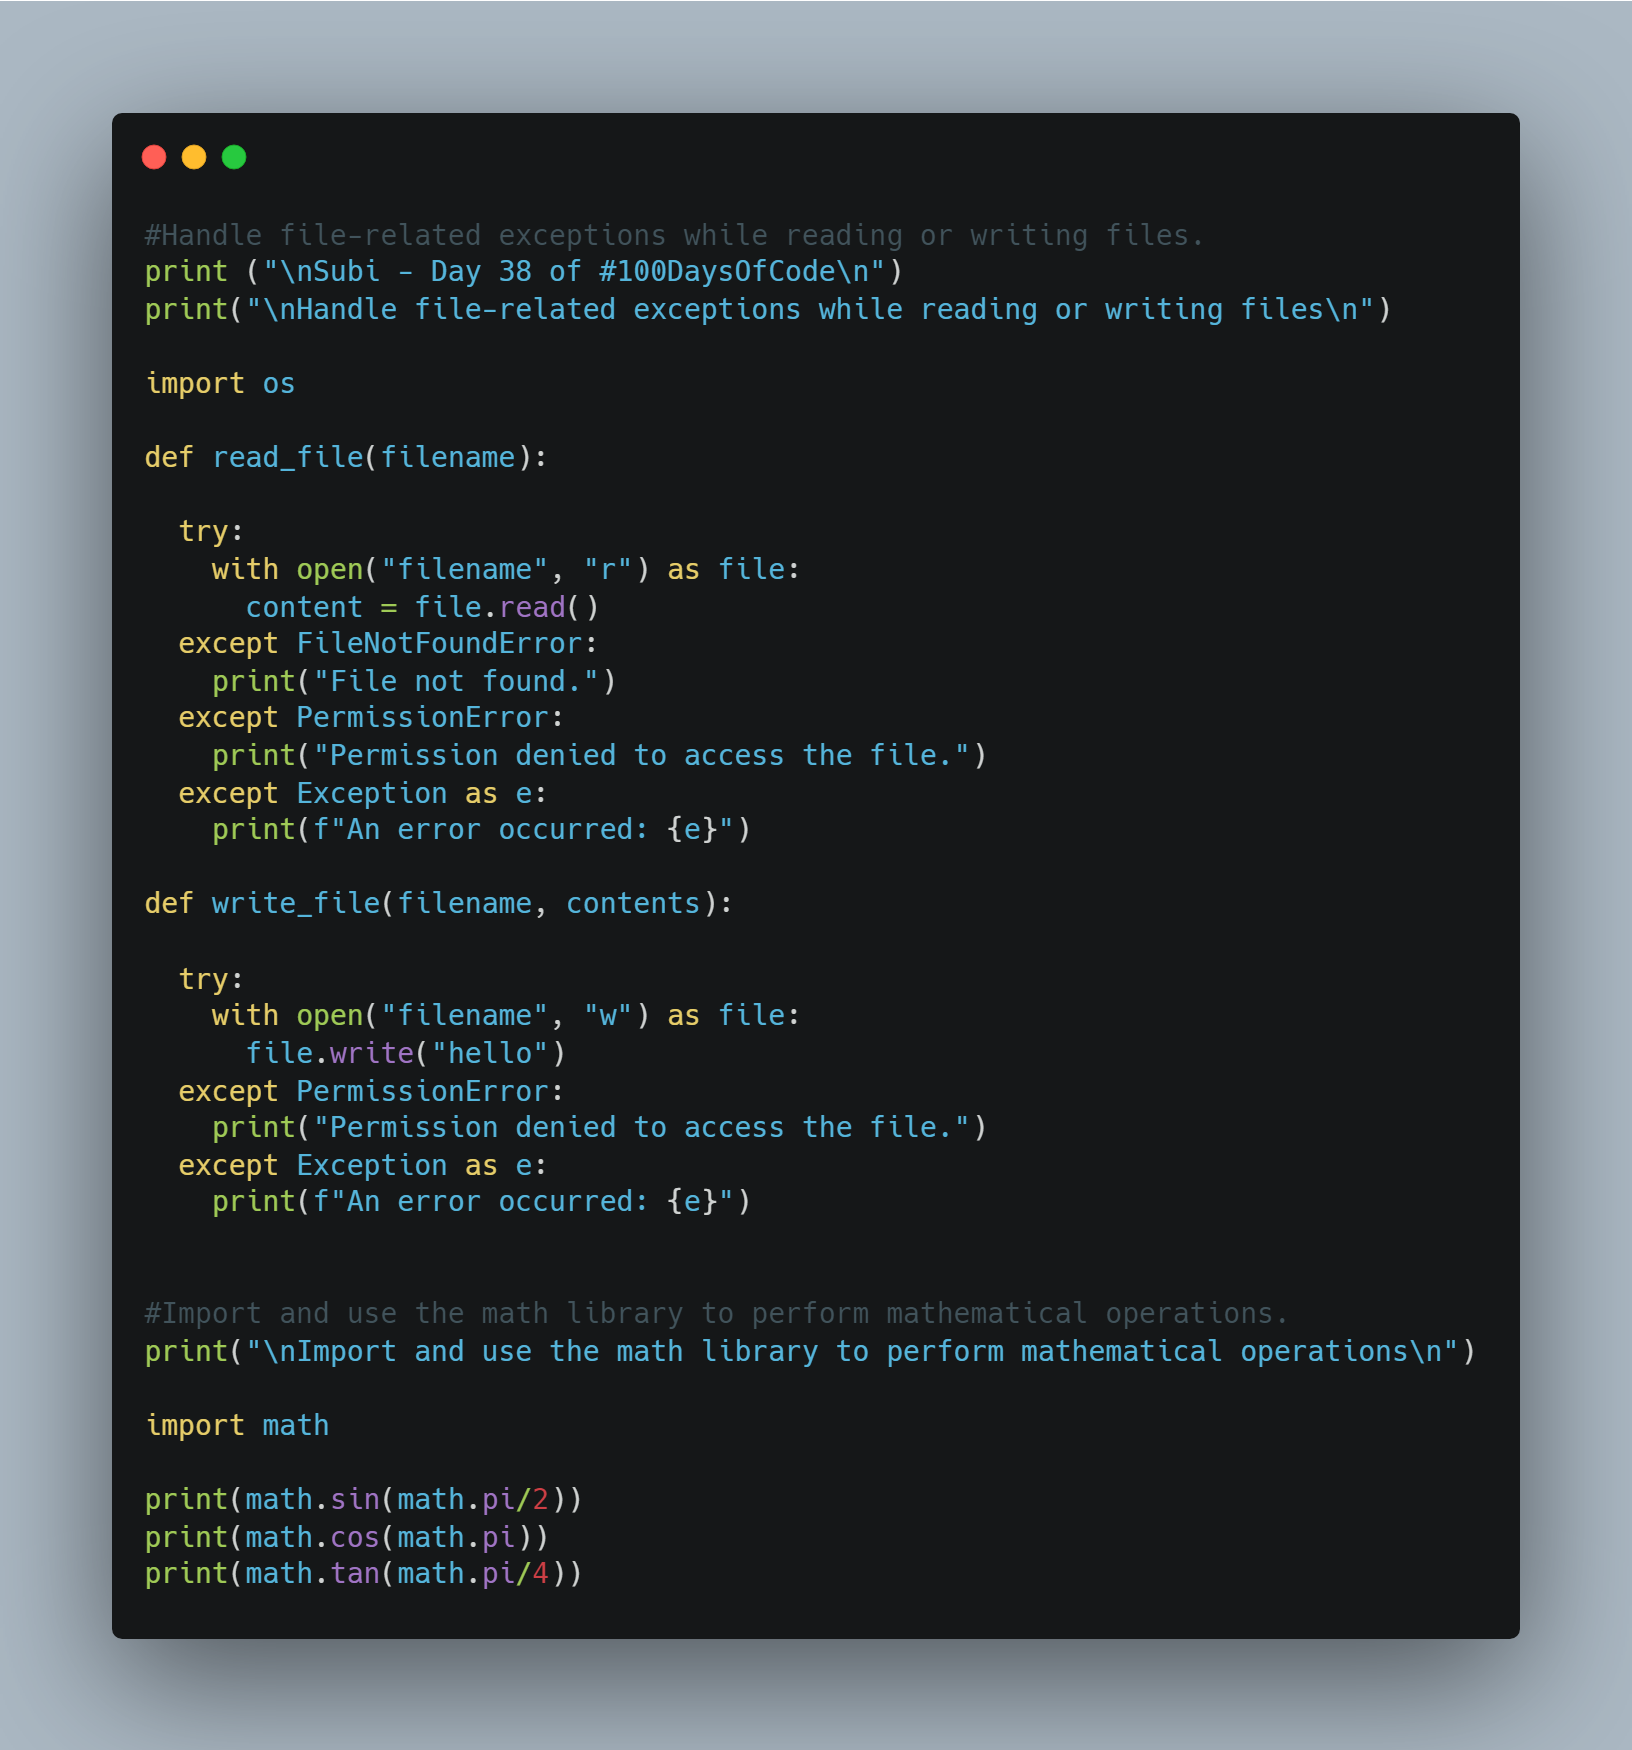 #Handle file-related exceptions while reading or writing files.
print ("\nSubi - Day 38 of #100DaysOfCode\n")
print("\nHandle file-related exceptions while reading or writing files\n")

import os

def read_file(filename):

  try:
    with open("filename", "r") as file:
      content = file.read()
  except FileNotFoundError:
    print("File not found.")
  except PermissionError:
    print("Permission denied to access the file.")
  except Exception as e:
    print(f"An error occurred: {e}")

def write_file(filename, contents):

  try:
    with open("filename", "w") as file:
      file.write("hello")
  except PermissionError:
    print("Permission denied to access the file.")
  except Exception as e:
    print(f"An error occurred: {e}")


#Import and use the math library to perform mathematical operations.
print("\nImport and use the math library to perform mathematical operations\n")

import math

print(math.sin(math.pi/2))
print(math.cos(math.pi))
print(math.tan(math.pi/4))